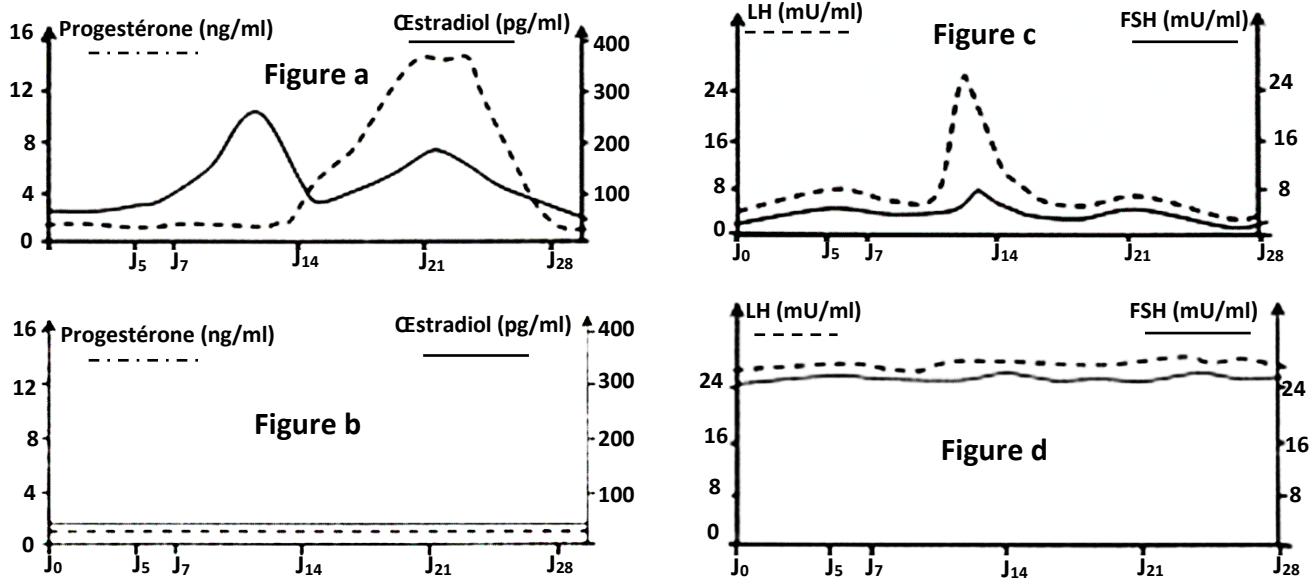 Progestérone (ng/ml)
Œstradiol (pg/ml)
Figure a
16
12
8
4
0
400
300
200
100
J5 J7 J14 J21 J28
LH (mU/ml)
FSH (mU/ml)
Figure c
24
16
8
0
24
16
8
J0 J5 J7 J14 J21 J28
Progestérone (ng/ml)
Œstradiol (pg/ml)
Figure b
16
12
8
4
0
400
300
200
100
J0 J5 J7 J14 J21 J28
LH (mU/ml)
FSH (mU/ml)
Figure d
24
16
8
0
24
16
8
J0 J5 J7 J14 J21 J28